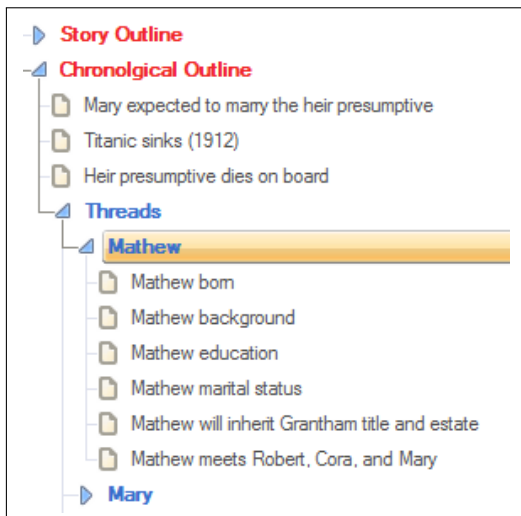 Story Outline
Chronolgical Outline
Mary expected to marry the heir presumptive
Titanic sinks (1912)
Heir presumptive dies on board
Threads
Mathew
Mathew born
Mathew background
Mathew education
Mathew marital status
Mathew will inherit Grantham title and estate
Mathew meets Robert, Cora, and Mary
Mary